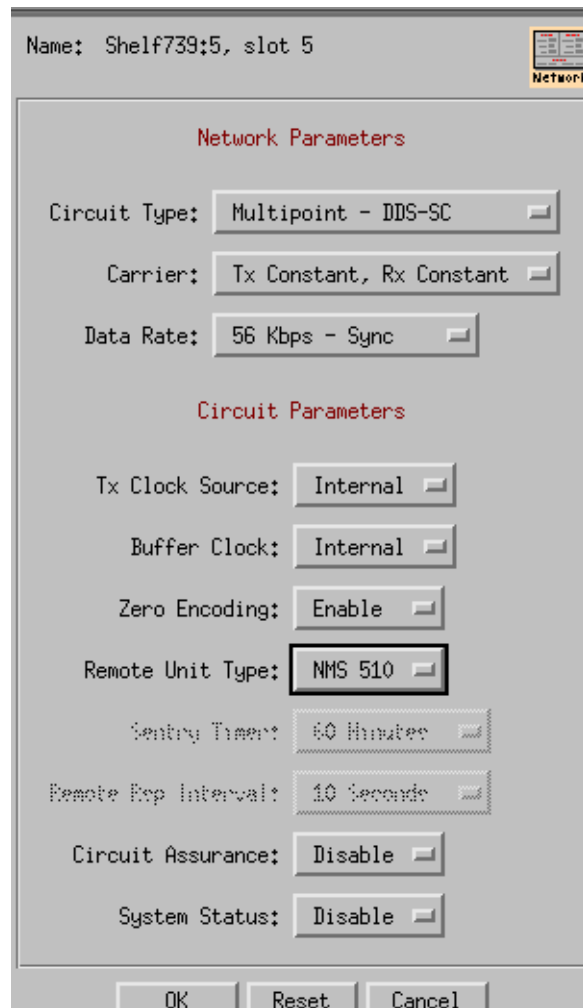 Name: Shelf739:5, slot 5
Network
Network Parameters
Circuit Type: Multipoint - DDS-SC
Carrier: Tx Constant, Rx Constant
Data Rate: 56 Kbps - Sync
Circuit Parameters
Tx Clock Source: Internal
Buffer Clock: Internal
Zero Encoding: Enable
Remote Unit Type: NMS 510
Sentry Timer: 60 Minutes
Remote Rsp Interval: 10 Seconds
Circuit Assurance: Disable
System Status: Disable
OK Reset Cancel